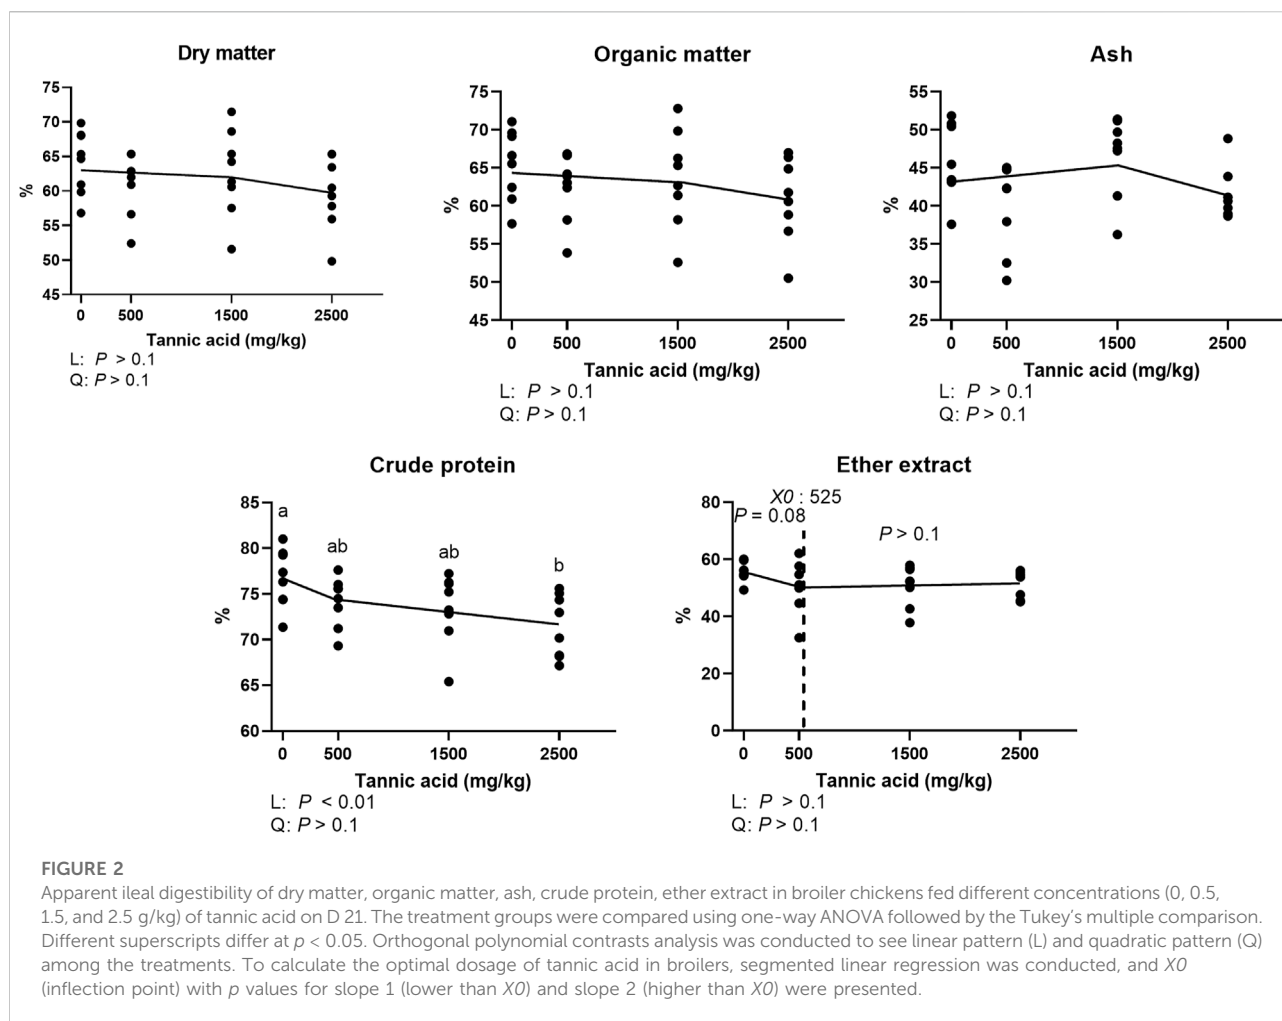 Dry matter
75
70
65
60
55
50
45
%
0
500
1500
2500
Tannic acid (mg/kg)
L: P > 0.1
Q: P > 0.1
Organic matter
75
70
65
60
55
50
45
%
0
500
1500
2500
Tannic acid (mg/kg)
L: P > 0.1
Q: P > 0.1
Ash
55
50
45
40
35
30
25
%
0
500
1500
2500
Tannic acid (mg/kg)
L: P > 0.1
Q: P > 0.1
Crude protein
85
80
75
70
65
60
%
a
ab
ab
b
0
500
1500
2500
Tannic acid (mg/kg)
L: P < 0.01
Q: P > 0.1
Ether extract
X0 : 525
P = 0.08
P > 0.1
80
60
40
20
0
%
0
500
1500
2500
Tannic acid (mg/kg)
L: P > 0.1
Q: P > 0.1
FIGURE 2
Apparent ileal digestibility of dry matter, organic matter, ash, crude protein, ether extract in broiler chickens fed different concentrations (0, 0.5,
1.5, and 2.5 g/kg) of tannic acid on D 21. The treatment groups were compared using one-way ANOVA followed by the Tukey's multiple comparison.
Different superscripts differ at p < 0.05. Orthogonal polynomial contrasts analysis was conducted to see linear pattern (L) and quadratic pattern (Q)
among the treatments. To calculate the optimal dosage of tannic acid in broilers, segmented linear regression was conducted, and X0
(inflection point) with p values for slope 1 (lower than X0) and slope 2 (higher than X0) were presented.